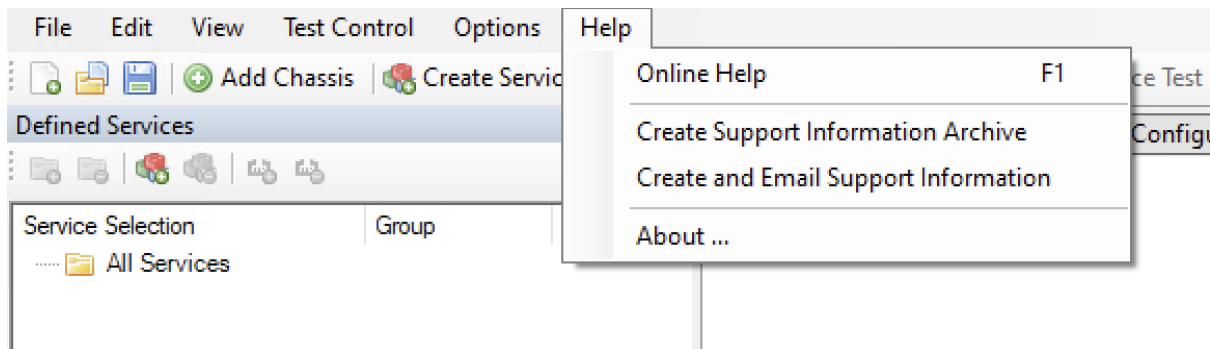 File Edit View Test Control Options Help
Add Chassis Create Servic
Online Help F1
ce Test
Defined Services
Create Support Information Archive
Configu
Create and Email Support Information
Service Selection Group
About ...
All Services